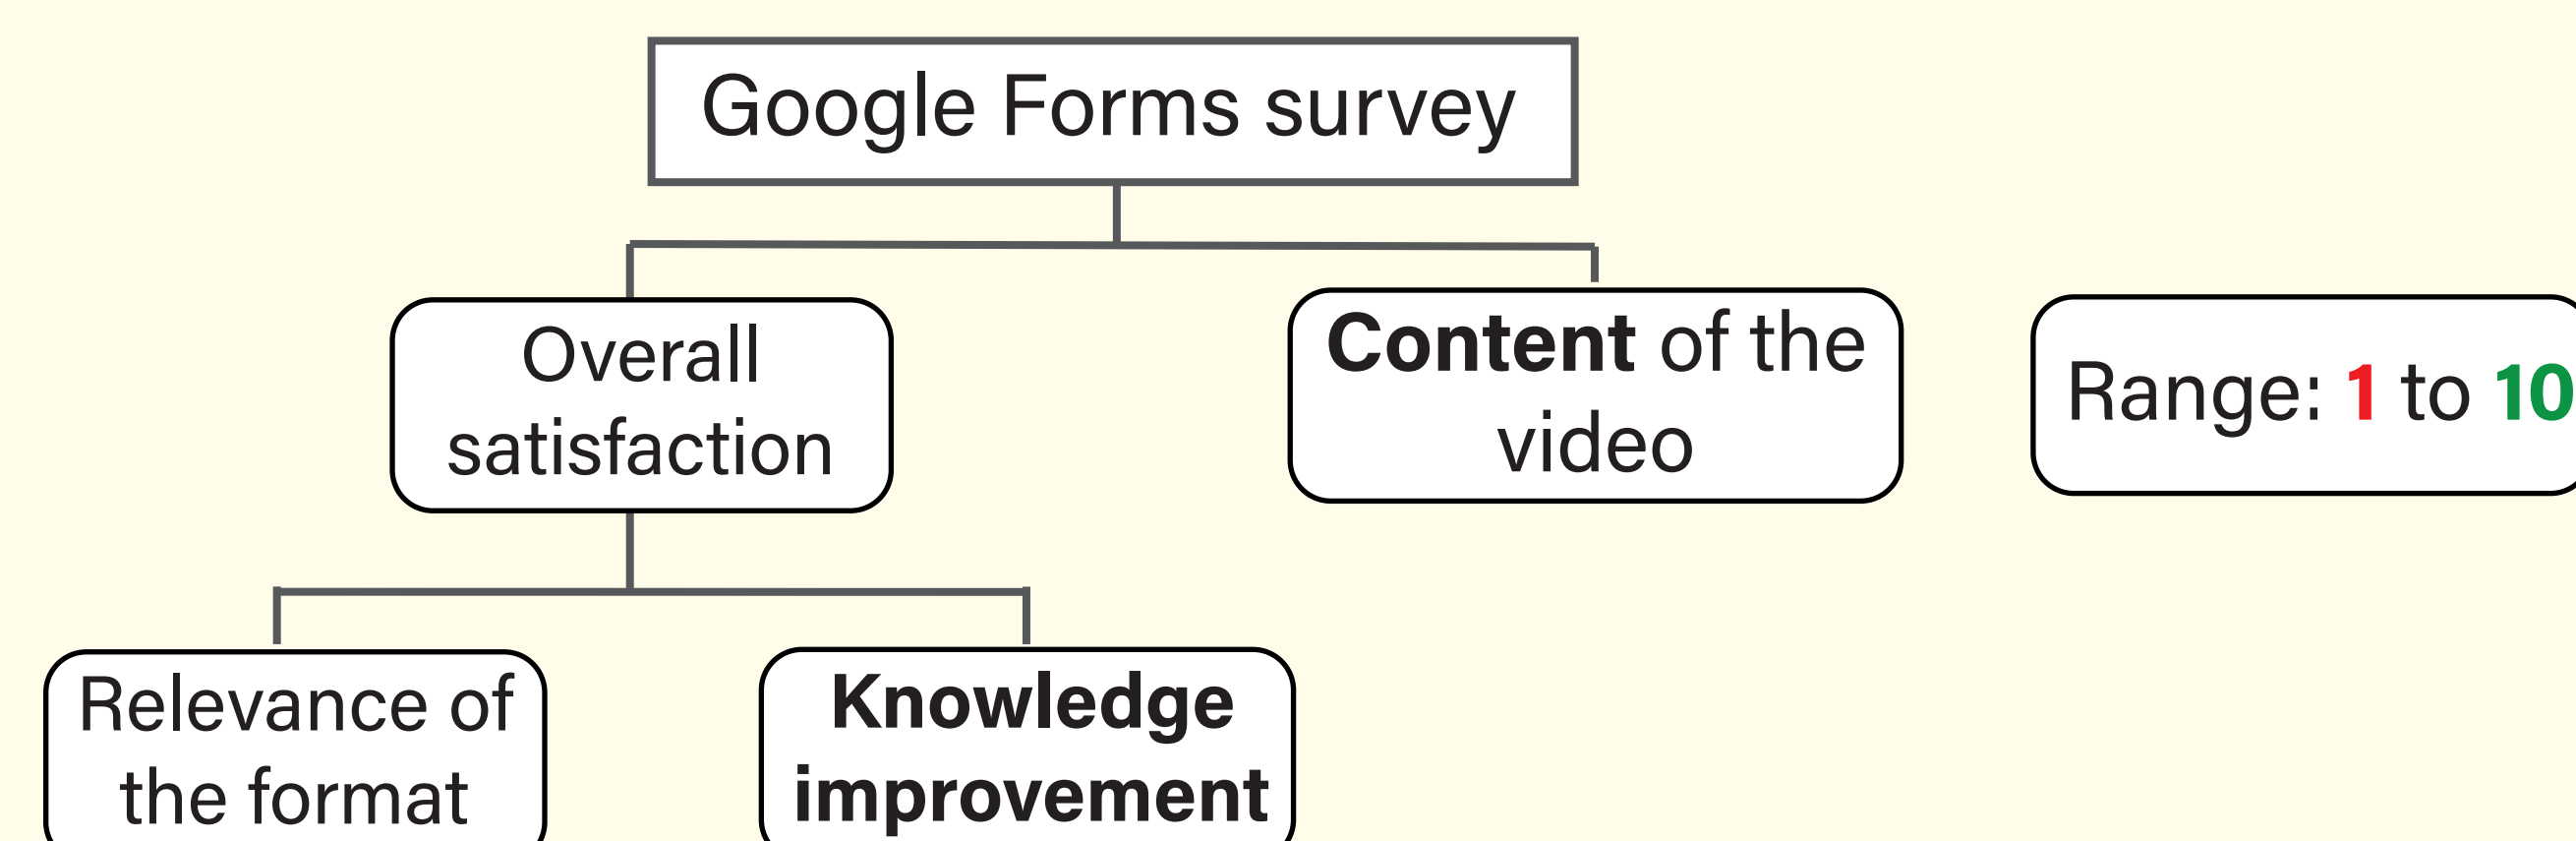 Google Forms survey
Overall
satisfaction
Content of the
video
Range: 1 to 10
Relevance of
the format
Knowledge
improvement